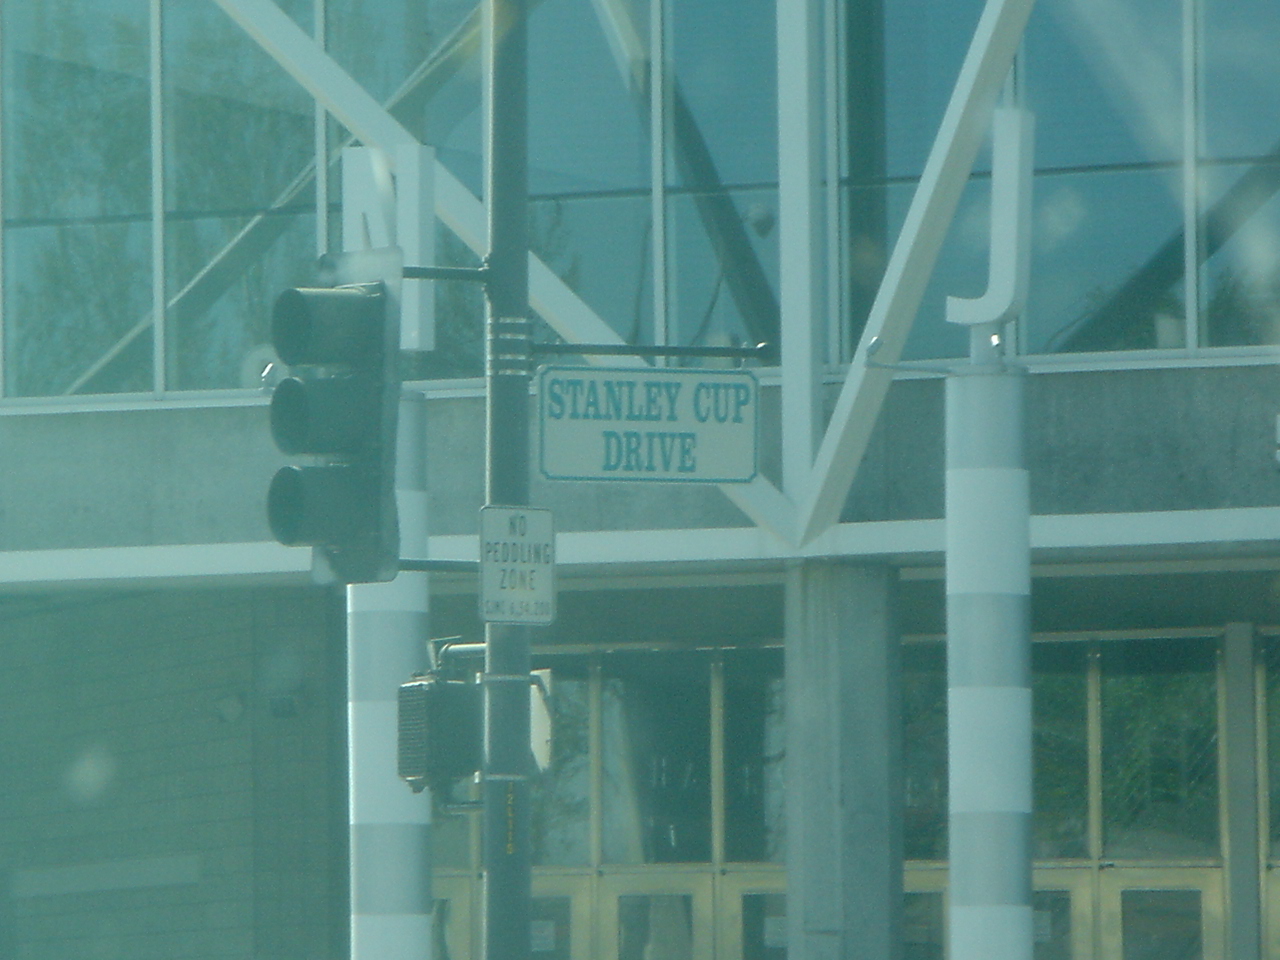 N
J
STANLEY CUP
DRIVE
NO
PEDDLING
ZONE